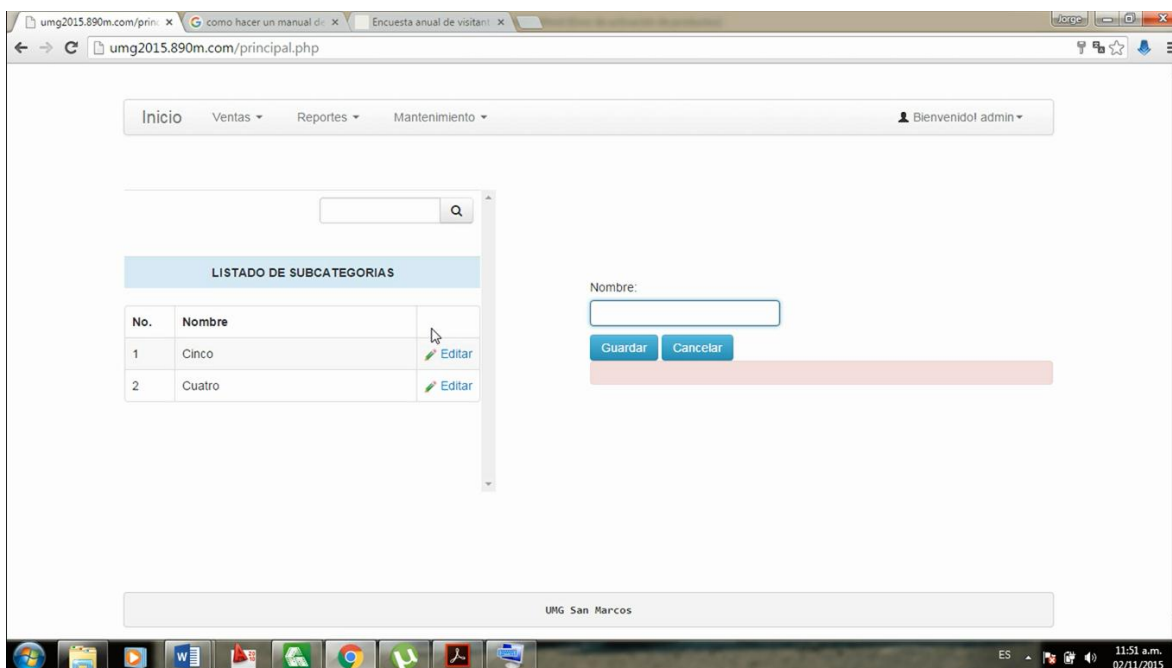 umg2015.890m.com/princ
como hacer un manual de
Encuesta anual de visitant
Jorge
umg2015.890m.com/principal.php
Inicio Ventas Reportes Mantenimiento Bienvenido! admin
LISTADO DE SUBCATEGORIAS
No. Nombre
1 Cinco Editar
2 Cuatro Editar
Nombre:
Guardar Cancelar
UMG San Marcos
ES
11:51 a.m.
02/11/2015